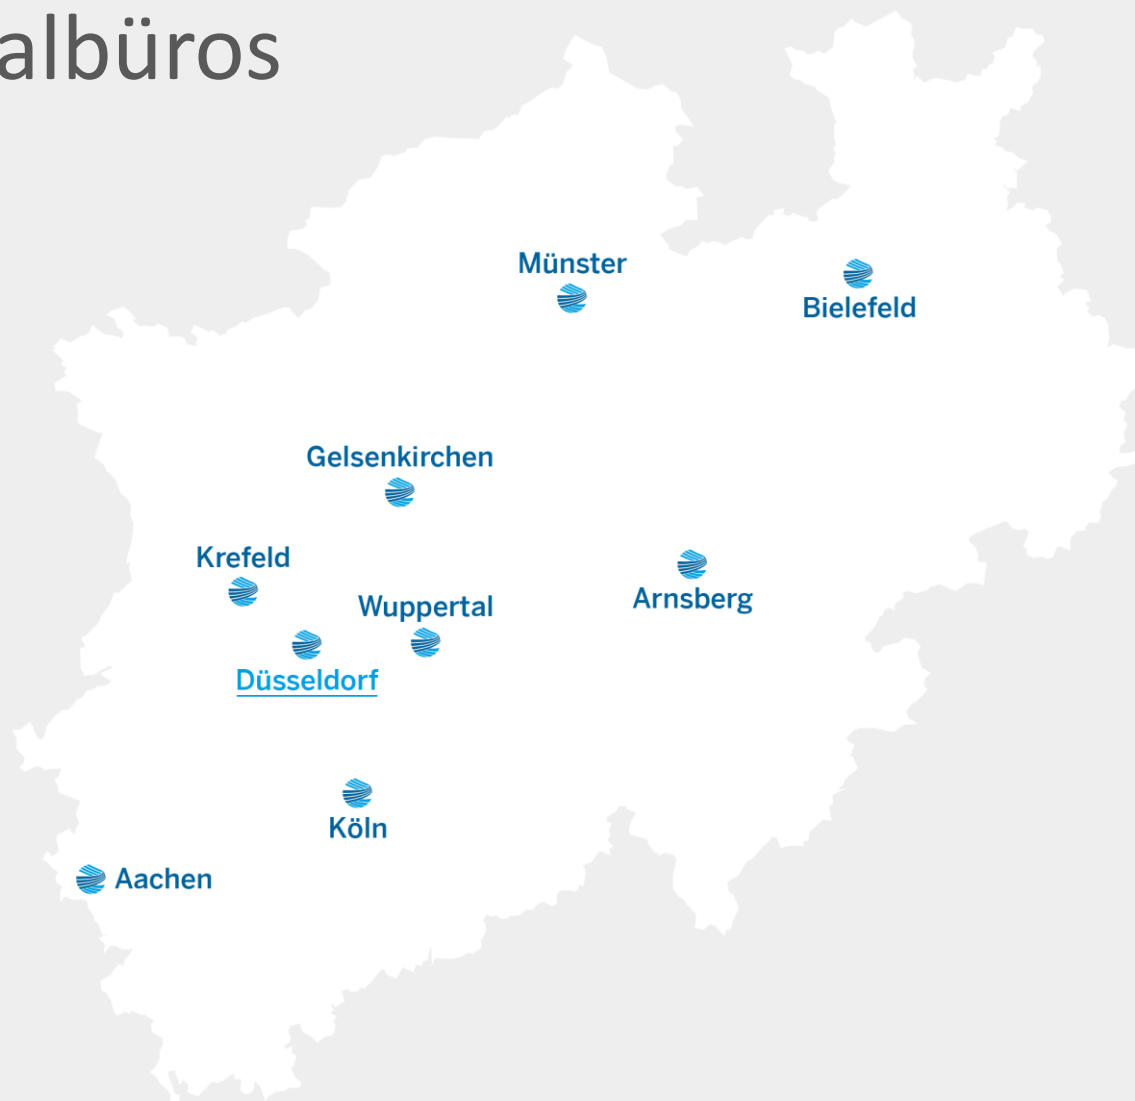 albüros
Münster
Bielefeld
Gelsenkirchen
Krefeld
Wuppertal
Arnsberg
Düsseldorf
Köln
Aachen